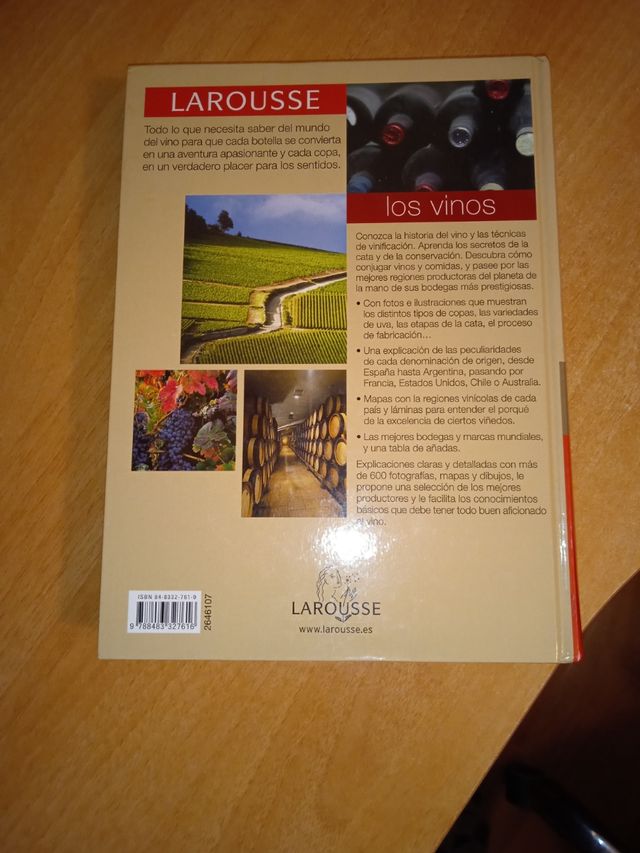 LAROUSSE
Todo lo que necesita saber del mundo
del vino para que cada botella se convierta
en una aventura apasionante y cada copa,
en un verdadero placer para los sentidos.
los vinos
Conozca la historia del vino y las técnicas
de vinificación. Aprenda los secretos de la
cata y de la conservación. Descubra cómo
conjugar vinos y comidas, y pasee por las
mejores regiones productoras del planeta de
la mano de sus bodegas más prestigiosas.
• Con fotos e ilustraciones que muestran
los distintos tipos de copas, las variedades
de uva, las etapas de la cata, el proceso
de fabricación...
• Una explicación de las peculiaridades
de cada denominación de origen, desde
España hasta Argentina, pasando por
Francia, Estados Unidos, Chile o Australia.
• Mapas con la regiones vinícolas de cada
país y láminas para entender el porqué
de la excelencia de ciertos viñedos.
• Las mejores bodegas y marcas mundiales,
y una tabla de añadas.
Explicaciones claras y detalladas con más
de 600 fotografías, mapas y dibujos, le
propone una selección de los mejores
productores y le facilita los conocimientos
básicos que debe tener todo buen aficionado
al vino.
ISBN 84-8332-761-9
9 788483 327616
2646107
LAROUSSE
www.larousse.es